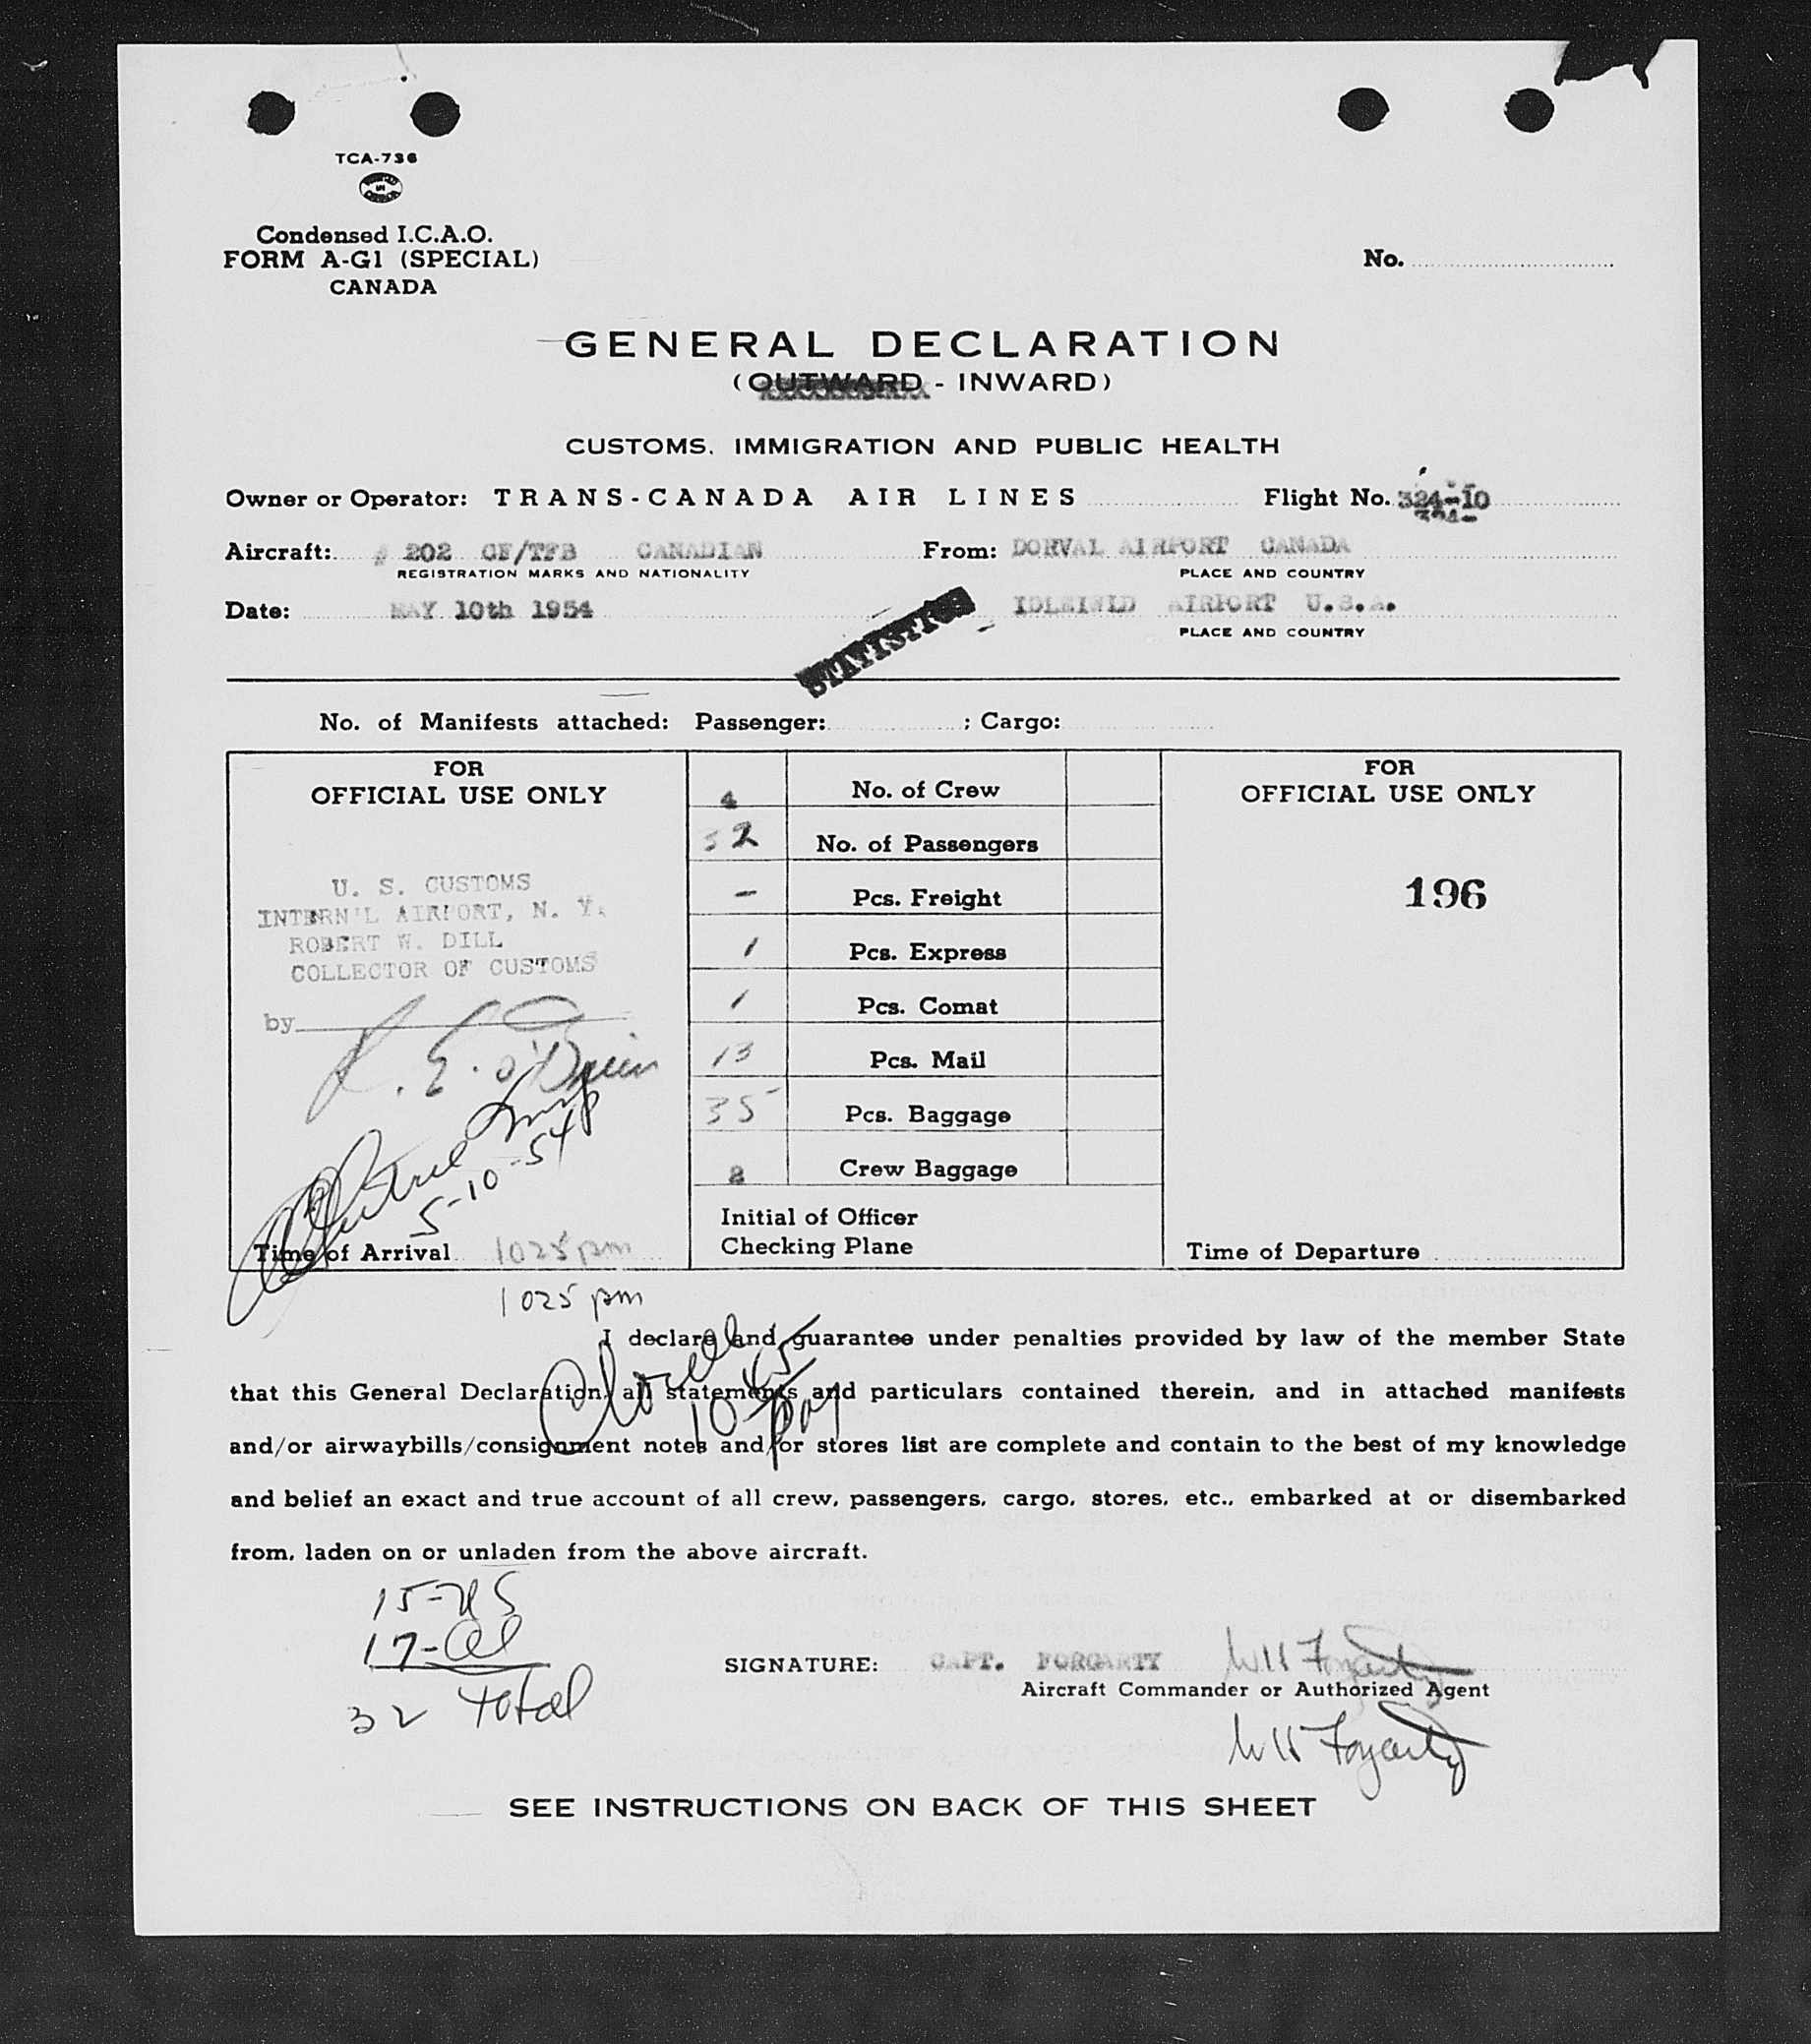 TCA-736
Condensed I.C.A.O.
FORM A-G1 (SPECIAL)
CANADA
No.
GENERAL DECLARATION
(OUTWARD - INWARD)
CUSTOMS, IMMIGRATION AND PUBLIC HEALTH
Owner or Operator: TRANS-CANADA AIR LINES Flight No. 324-10
324-
Aircraft: # 202 CF/TFB CANADIAN From: DORVAL AIRPORT CANADA
REGISTRATION MARKS AND NATIONALITY PLACE AND COUNTRY
Date: MAY 10th 1954 IDLEIWLD AIRPORT U.S.A.
PLACE AND COUNTRY
STATISTICS
No. of Manifests attached: Passenger: ; Cargo:
FOR
OFFICIAL USE ONLY
U. S. CUSTOMS
INTERN'L AIRPORT, N. Y.
ROBERT W. DILL
COLLECTOR OF CUSTOMS
by
R. E. O'Brien
5-10-54
Time of Arrival 1025 pm
1025 pm
4 No. of Crew
32 No. of Passengers
- Pcs. Freight
1 Pcs. Express
1 Pcs. Comat
13 Pcs. Mail
35 Pcs. Baggage
2 Crew Baggage
Initial of Officer
Checking Plane
FOR
OFFICIAL USE ONLY
196
Time of Departure
I declare and guarantee under penalties provided by law of the member State
that this General Declaration, all statements and particulars contained therein, and in attached manifests
and/or airwaybills/consignment notes and/or stores list are complete and contain to the best of my knowledge
and belief an exact and true account of all crew, passengers, cargo, stores, etc., embarked at or disembarked
from, laden on or unladen from the above aircraft.
10 45
15-US
17-al
32 total
SIGNATURE: CAPT. FORGARTY WH Fogarty
Aircraft Commander or Authorized Agent
WH Fogarty
SEE INSTRUCTIONS ON BACK OF THIS SHEET